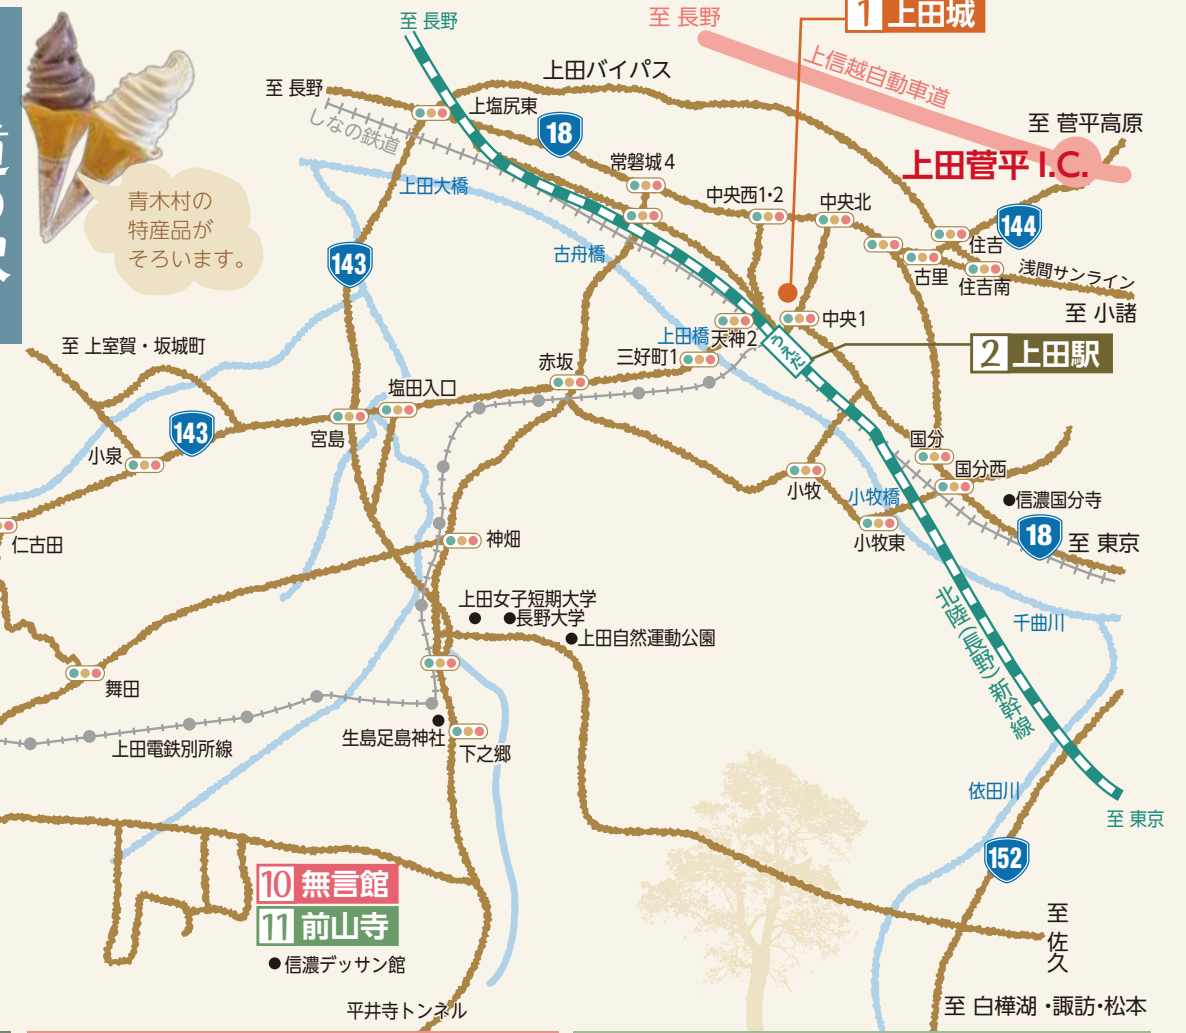 至 長野
至 長野
1 上田城
上信越自動車道
至 長野
上田バイパス
上塩尻東
しなの鉄道
18
至 菅平高原
上田菅平 I.C.
常磐城4
中央西1・2
中央北
144
住吉
古里
住吉南
浅間サンライン
至 小諸
上田大橋
古舟橋
青木村の
特産品が
そろいます。
143
中央1
上田橋
天神2
うえだ
2 上田駅
三好町1
赤坂
至 上室賀・坂城町
塩田入口
143
宮島
小泉
国分
国分西
小牧
小牧橋
信濃国分寺
小牧東
18
至 東京
仁古田
神畑
上田女子短期大学
長野大学
上田自然運動公園
北陸(長野)新幹線
千曲川
舞田
生島足島神社
下之郷
上田電鉄別所線
依田川
至 東京
152
10 無言館
11 前山寺
信濃デッサン館
至 佐久
平井寺トンネル
至 白樺湖・諏訪・松本